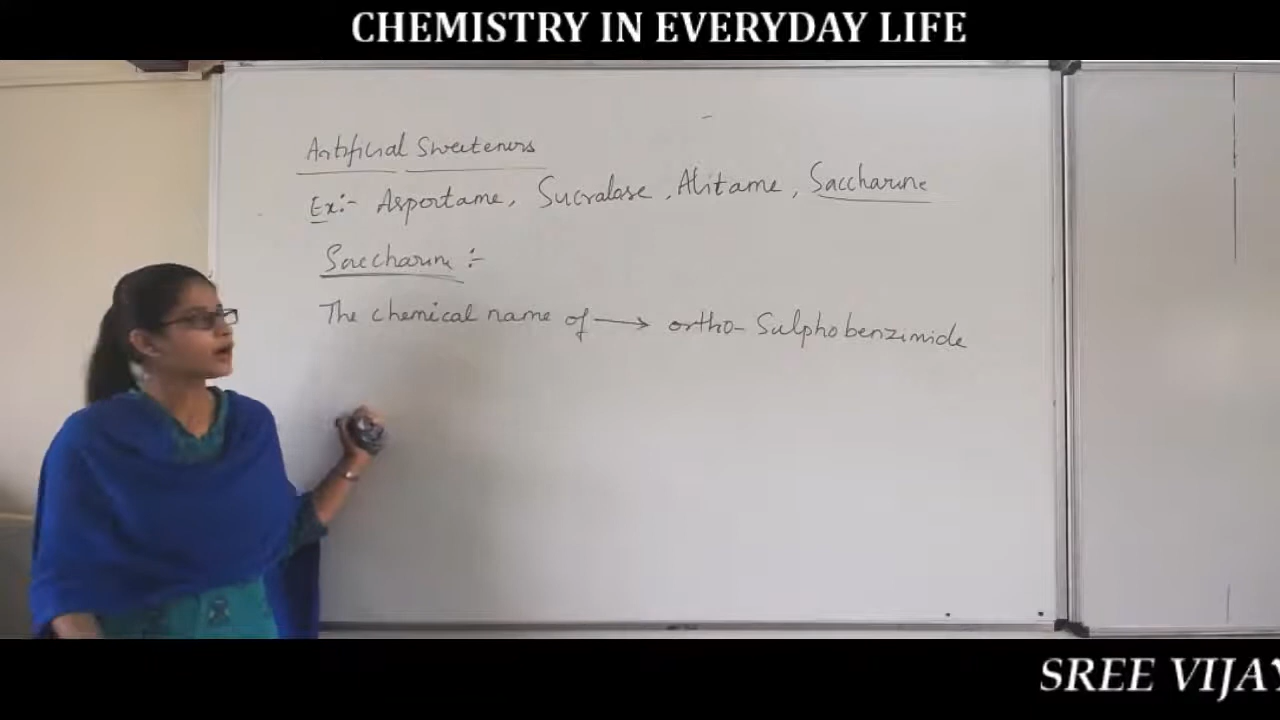 CHEMISTRY IN EVERYDAY LIFE
Artificial Sweeteners
Ex:- Aspartame, Sucralase, Alitame, Saccharine
Saccharine :-
The chemical name of → ortho-Sulphobenzimide
SREE VIJAY